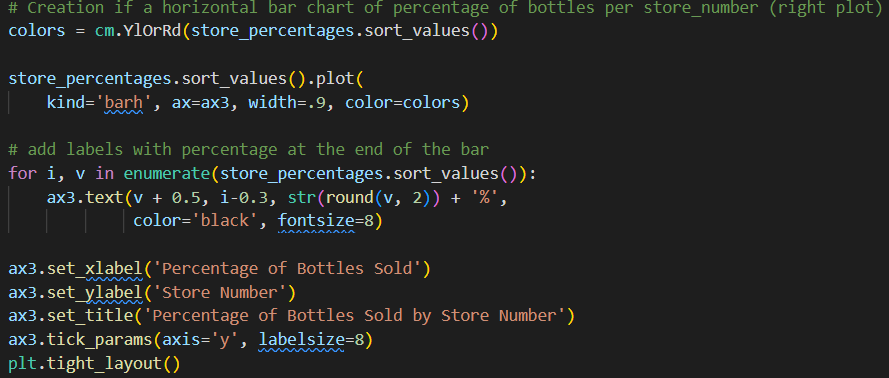 # Creation if a horizontal bar chart of percentage of bottles per store_number (right plot)
colors = cm.YlOrRd(store_percentages.sort_values())
store_percentages.sort_values().plot(
    kind='barh', ax=ax3, width=.9, color=colors)
# add labels with percentage at the end of the bar
for i, v in enumerate(store_percentages.sort_values()):
    ax3.text(v + 0.5, i-0.3, str(round(v, 2)) + '%',
             color='black', fontsize=8)
ax3.set_xlabel('Percentage of Bottles Sold')
ax3.set_ylabel('Store Number')
ax3.set_title('Percentage of Bottles Sold by Store Number')
ax3.tick_params(axis='y', labelsize=8)
plt.tight_layout()